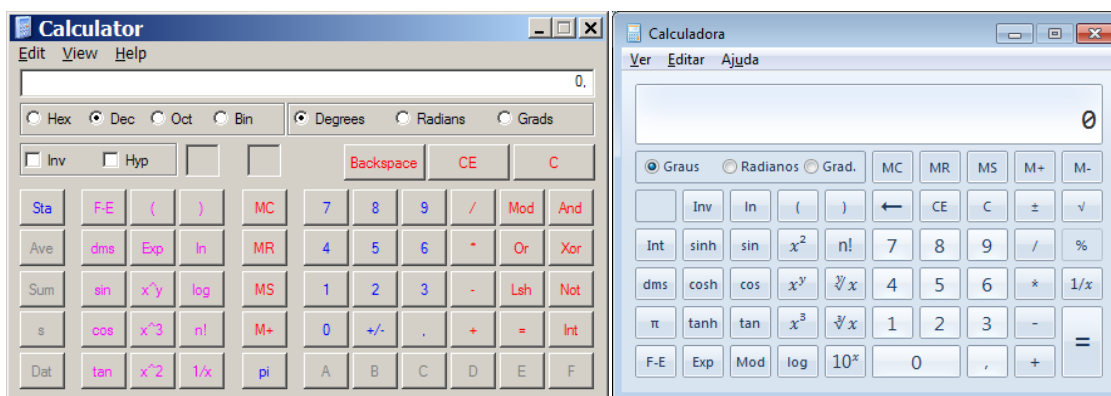 Calculator
Edit View Help
0,
Hex Dec Oct Bin Degrees Radians Grads
Inv Hyp Backspace CE C
Sta F-E ( ) MC 7 8 9 / Mod And
Ave dms Exp ln MR 4 5 6 * Or Xor
Sum sin x^y log MS 1 2 3 - Lsh Not
s cos x^3 n! M+ 0 +/- , + = Int
Dat tan x^2 1/x pi A B C D E F
Calculadora
Ver Editar Ajuda
0
Graus Radianos Grad. MC MR MS M+ M-
Inv ln ( ) ← CE C ± √
Int sinh sin x² n! 7 8 9 / %
dms cosh cos xʸ ʸ√x 4 5 6 * 1/x
π tanh tan x³ ³√x 1 2 3 - =
F-E Exp Mod log 10ˣ 0 , +